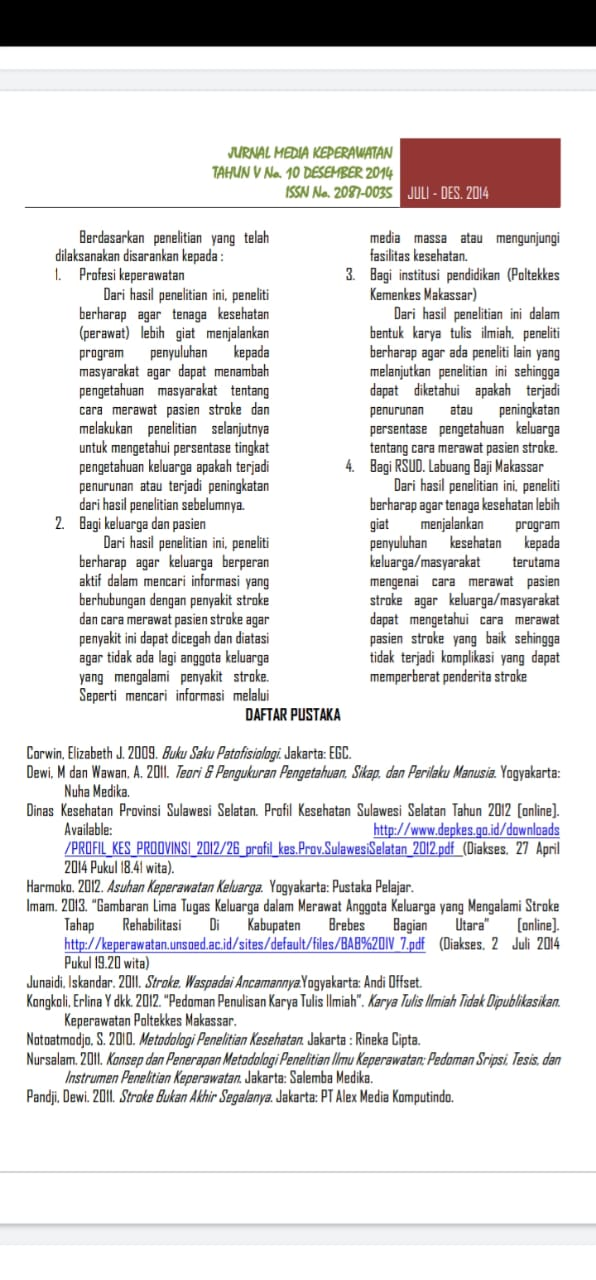 JURNAL MEDIA KEPERAWATAN
TAHUN V No. 10 DESEMBER 2014
ISSN No. 2087-0035
JULI - DES. 2014
Berdasarkan penelitian yang telah
dilaksanakan disarankan kepada :
1. Profesi keperawatan
Dari hasil penelitian ini, peneliti
berharap agar tenaga kesehatan
(perawat) lebih giat menjalankan
program penyuluhan kepada
masyarakat agar dapat menambah
pengetahuan masyarakat tentang
cara merawat pasien stroke dan
melakukan penelitian selanjutnya
untuk mengetahui persentase tingkat
pengetahuan keluarga apakah terjadi
penurunan atau terjadi peningkatan
dari hasil penelitian sebelumnya.
2. Bagi keluarga dan pasien
Dari hasil penelitian ini, peneliti
berharap agar keluarga berperan
aktif dalam mencari informasi yang
berhubungan dengan penyakit stroke
dan cara merawat pasien stroke agar
penyakit ini dapat dicegah dan diatasi
agar tidak ada lagi anggota keluarga
yang mengalami penyakit stroke.
Seperti mencari informasi melalui
media massa atau mengunjungi
fasilitas kesehatan.
3. Bagi institusi pendidikan (Poltekkes
Kemenkes Makassar)
Dari hasil penelitian ini dalam
bentuk karya tulis ilmiah, peneliti
berharap agar ada peneliti lain yang
melanjutkan penelitian ini sehingga
dapat diketahui apakah terjadi
penurunan atau peningkatan
persentase pengetahuan keluarga
tentang cara merawat pasien stroke.
4. Bagi RSUD. Labuang Baji Makassar
Dari hasil penelitian ini, peneliti
berharap agar tenaga kesehatan lebih
giat menjalankan program
penyuluhan kesehatan kepada
keluarga/masyarakat terutama
mengenai cara merawat pasien
stroke agar keluarga/masyarakat
dapat mengetahui cara merawat
pasien stroke yang baik sehingga
tidak terjadi komplikasi yang dapat
memperberat penderita stroke
DAFTAR PUSTAKA
Corwin, Elizabeth J. 2009. Buku Saku Patofisiologi. Jakarta: EGC.
Dewi, M dan Wawan, A. 2011. Teori & Pengukuran Pengetahuan, Sikap, dan Perilaku Manusia. Yogyakarta:
Nuha Medika.
Dinas Kesehatan Provinsi Sulawesi Selatan. Profil Kesehatan Sulawesi Selatan Tahun 2012 [online].
Available: http://www.depkes.go.id/downloads
/PROFIL_KES_PROOVINSI_2012/26_profil_kes.Prov.SulawesiSelatan_2012.pdf (Diakses, 27 April
2014 Pukul 18.41 wita).
Harmoko. 2012. Asuhan Keperawatan Keluarga. Yogyakarta: Pustaka Pelajar.
Imam. 2013. “Gambaran Lima Tugas Keluarga dalam Merawat Anggota Keluarga yang Mengalami Stroke
Tahap Rehabilitasi Di Kabupaten Brebes Bagian Utara” [online].
http://keperawatan.unsoed.ac.id/sites/default/files/BAB%20IV_7.pdf (Diakses, 2 Juli 2014
Pukul 19.20 wita)
Junaidi, Iskandar. 2011. Stroke, Waspadai Ancamannya.Yogyakarta: Andi Offset.
Kongkoli, Erlina Y dkk. 2012. “Pedoman Penulisan Karya Tulis Ilmiah”. Karya Tulis Ilmiah Tidak Dipublikasikan.
Keperawatan Poltekkes Makassar.
Notoatmodjo, S. 2010. Metodologi Penelitian Kesehatan. Jakarta : Rineka Cipta.
Nursalam. 2011. Konsep dan Penerapan Metodologi Penelitian Ilmu Keperawatan; Pedoman Sripsi, Tesis, dan
Instrumen Penelitian Keperawatan. Jakarta: Salemba Medika.
Pandji, Dewi. 2011. Stroke Bukan Akhir Segalanya. Jakarta: PT Alex Media Komputindo.